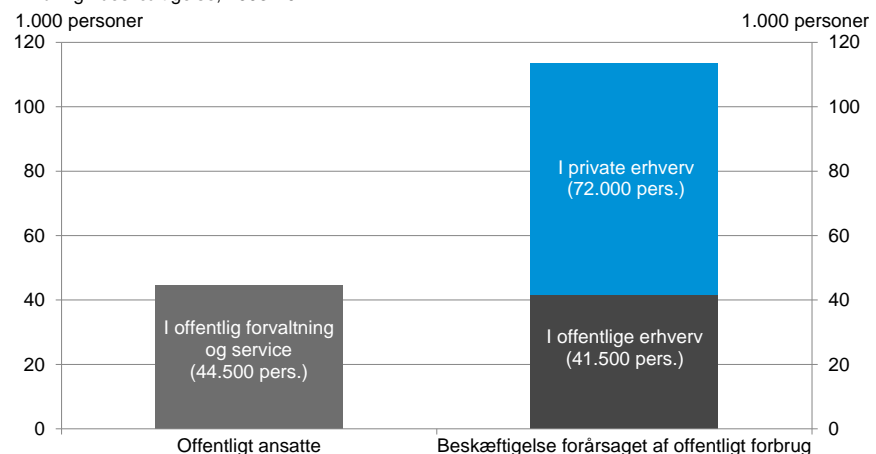 1.000 personer
1.000 personer
120
120
100
100
80
80
60
60
40
40
20
20
0
0
I private erhverv
(72.000 pers.)
I offentlig forvaltning
og service
(44.500 pers.)
I offentlige erhverv
(41.500 pers.)
Offentligt ansatte
Beskæftigelse forårsaget af offentligt forbrug